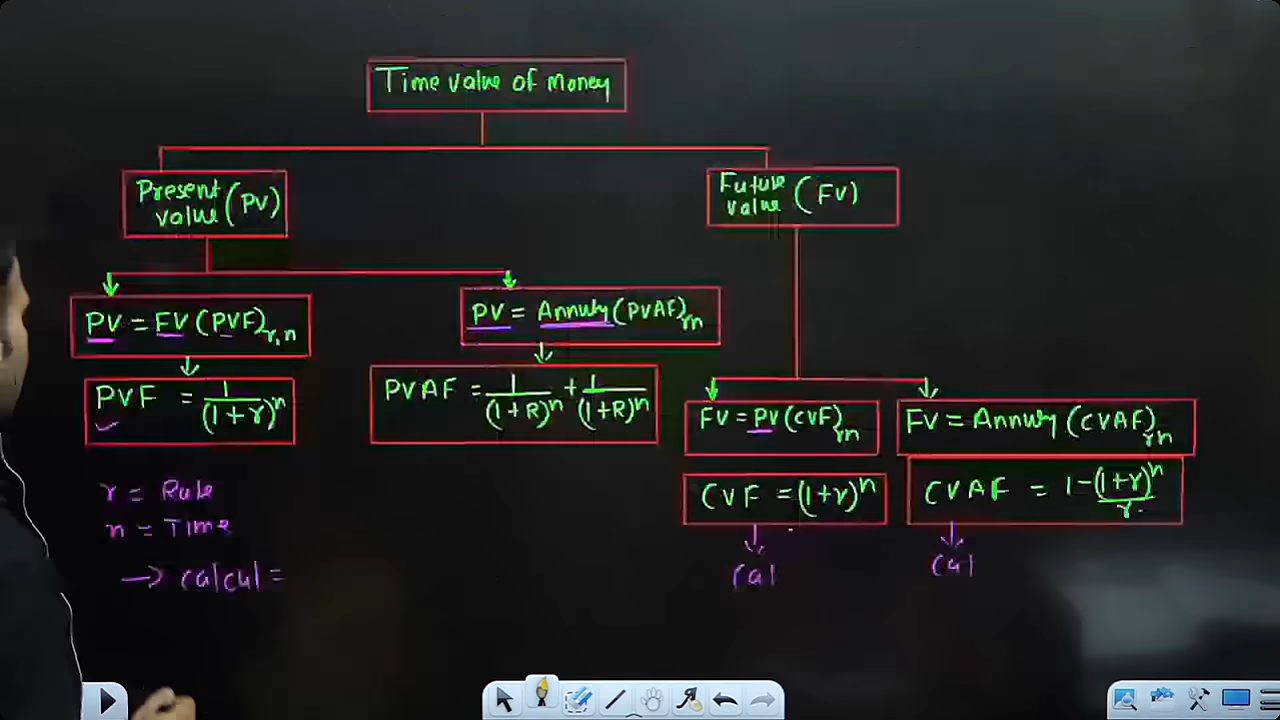 Time value of money
Present value (PV)
Future value (FV)
PV = FV (PVF)r,n
PV = Annuty (PVAF)rn
PVF = 1/(1+r)^n
PVAF = 1/(1+R)^n + 1/(1+R)^n
FV = PV (CVF)rn
FV = Annuty (CVAF)rn
CVF = (1+r)^n
CVAF = 1-(1+r)^n/r
r = Rate
n = Time
→ calcul =
Cal
Cal